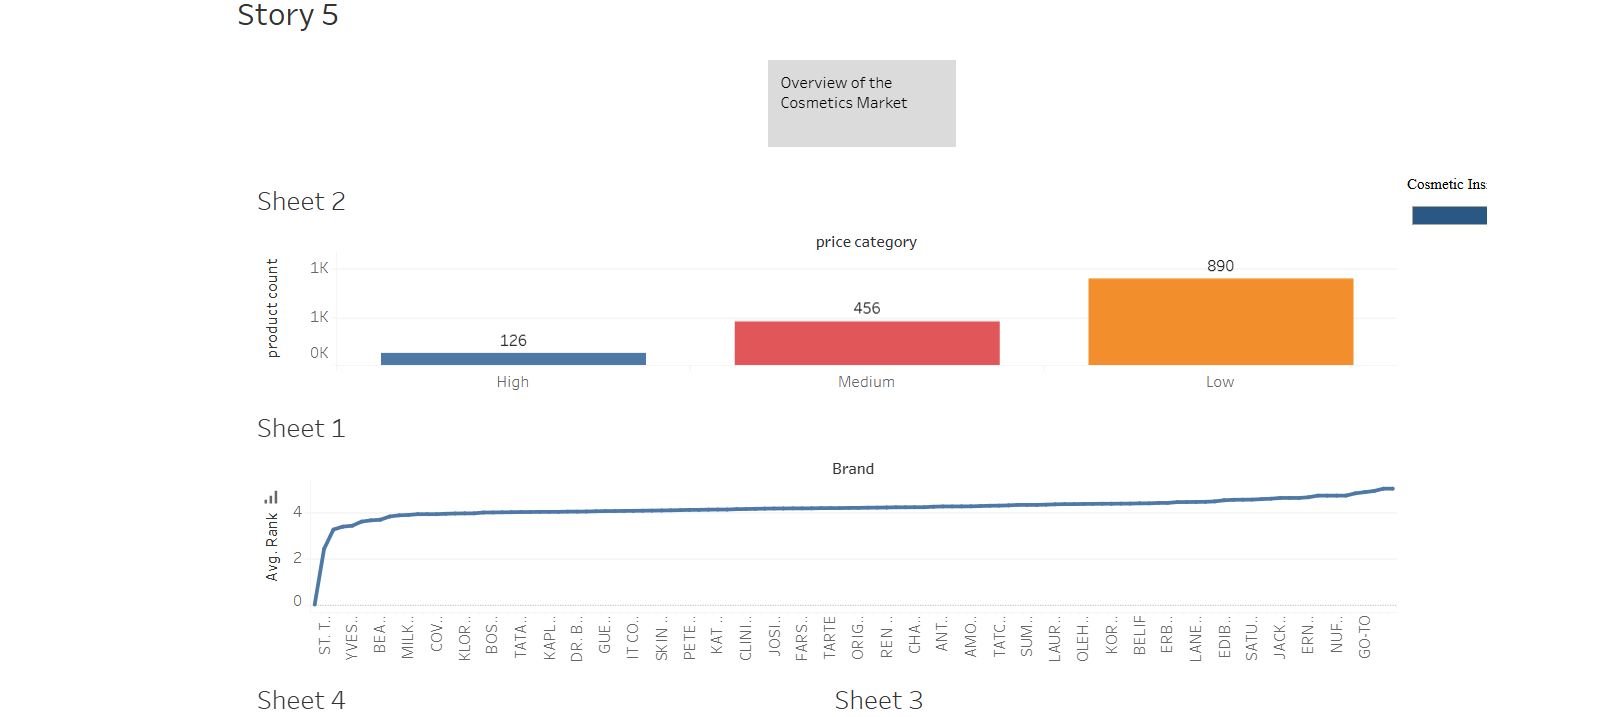 Story 5
Overview of the
Cosmetics Market
Sheet 2
Cosmetic Ins
price category
product count
1K
1K
0K
126
456
890
High
Medium
Low
Sheet 1
Brand
Avg. Rank
4
2
0
ST. T..
YVES..
BEA..
MILK..
COV..
KLOR..
BOS..
TATA..
KAPL..
DR. B..
GUE..
IT CO..
SKIN ..
PETE..
KAT ..
CLINI..
JOSI..
FARS..
TARTE
ORIG..
REN ..
CHA..
ANT..
AMO..
TATC..
SUM..
LAUR..
OLEH..
KOR..
BELIF
ERB..
LANE..
EDIB..
SATU..
JACK..
ERN..
NUF..
GO-TO
Sheet 4
Sheet 3